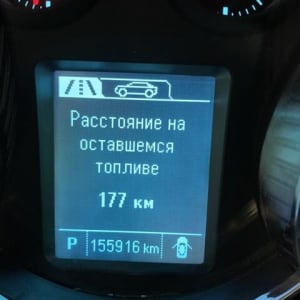 Расстояние на
оставшемся
топливе
177 км
P 155916 km